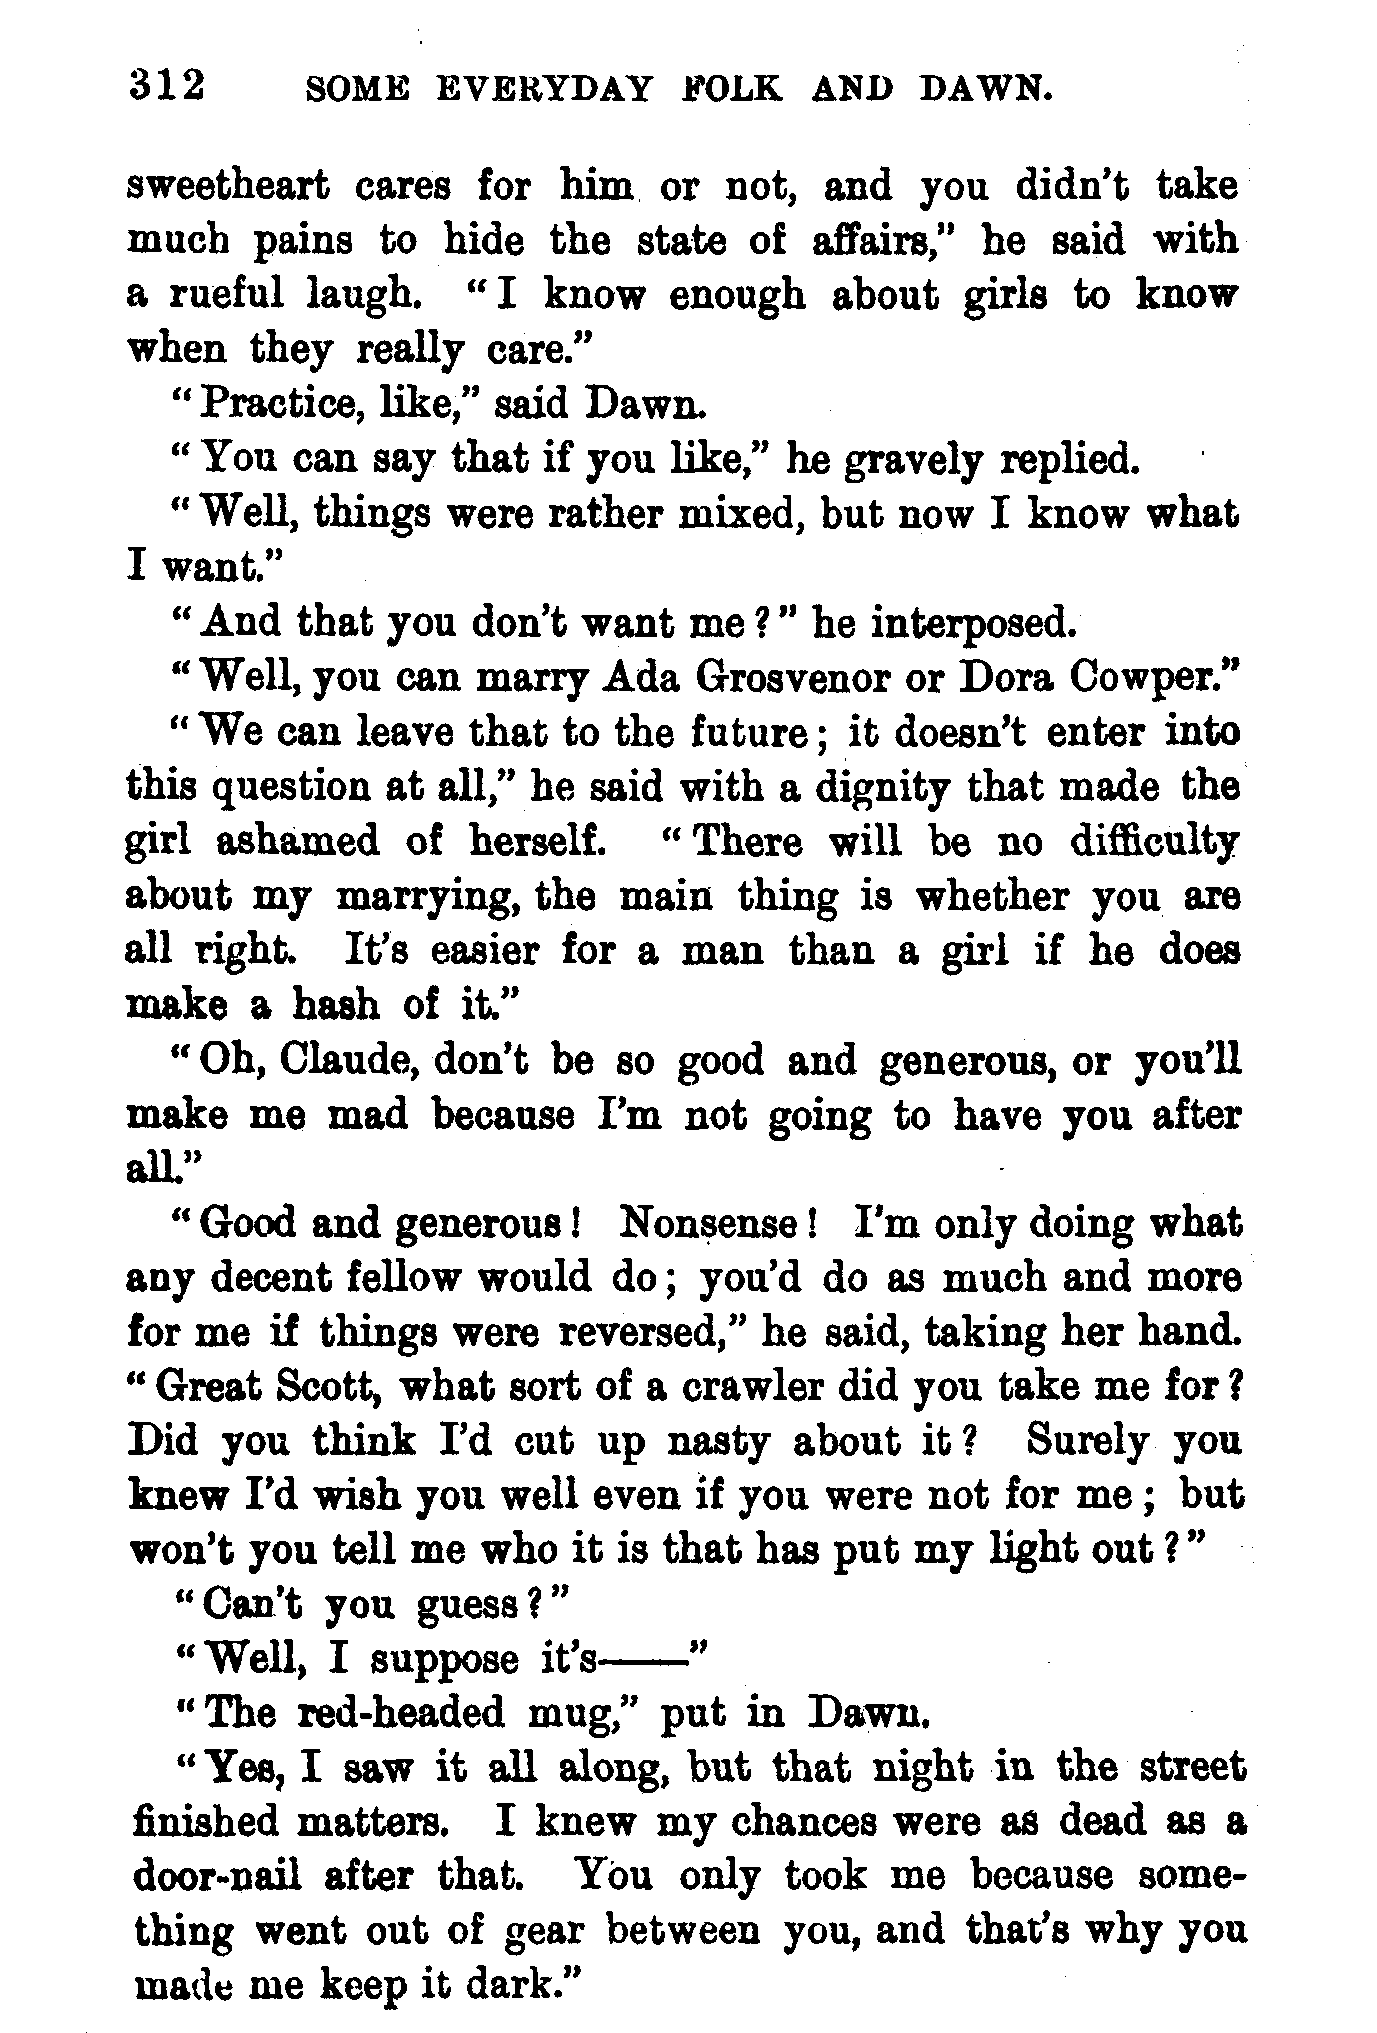 312 SOME EVERYDAY FOLK AND DAWN.
sweetheart cares for him or not, and you didn't take
much pains to hide the state of affairs," he said with
a rueful laugh. "I know enough about girls to know
when they really care."
"Practice, like," said Dawn.
"You can say that if you like," he gravely replied.
"Well, things were rather mixed, but now I know what
I want."
"And that you don't want me?" he interposed.
"Well, you can marry Ada Grosvenor or Dora Cowper."
"We can leave that to the future; it doesn't enter into
this question at all," he said with a dignity that made the
girl ashamed of herself. "There will be no difficulty
about my marrying, the main thing is whether you are
all right. It's easier for a man than a girl if he does
make a hash of it."
"Oh, Claude, don't be so good and generous, or you'll
make me mad because I'm not going to have you after
all."
"Good and generous! Nonsense! I'm only doing what
any decent fellow would do; you'd do as much and more
for me if things were reversed," he said, taking her hand.
"Great Scott, what sort of a crawler did you take me for?
Did you think I'd cut up nasty about it? Surely you
knew I'd wish you well even if you were not for me; but
won't you tell me who it is that has put my light out?"
"Can't you guess?"
"Well, I suppose it's——"
"The red-headed mug," put in Dawn.
"Yes, I saw it all along, but that night in the street
finished matters. I knew my chances were as dead as a
door-nail after that. You only took me because some-
thing went out of gear between you, and that's why you
made me keep it dark."